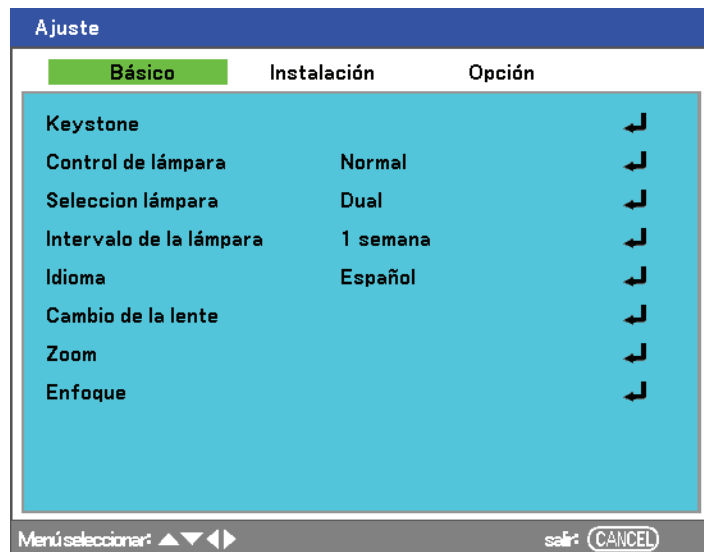 Ajuste
Básico Instalación Opción
Keystone
Control de lámpara Normal
Seleccion lámpara Dual
Intervalo de la lámpara 1 semana
Idioma Español
Cambio de la lente
Zoom
Enfoque
Menú seleccionar: ▲▼◀▶ salir: CANCEL